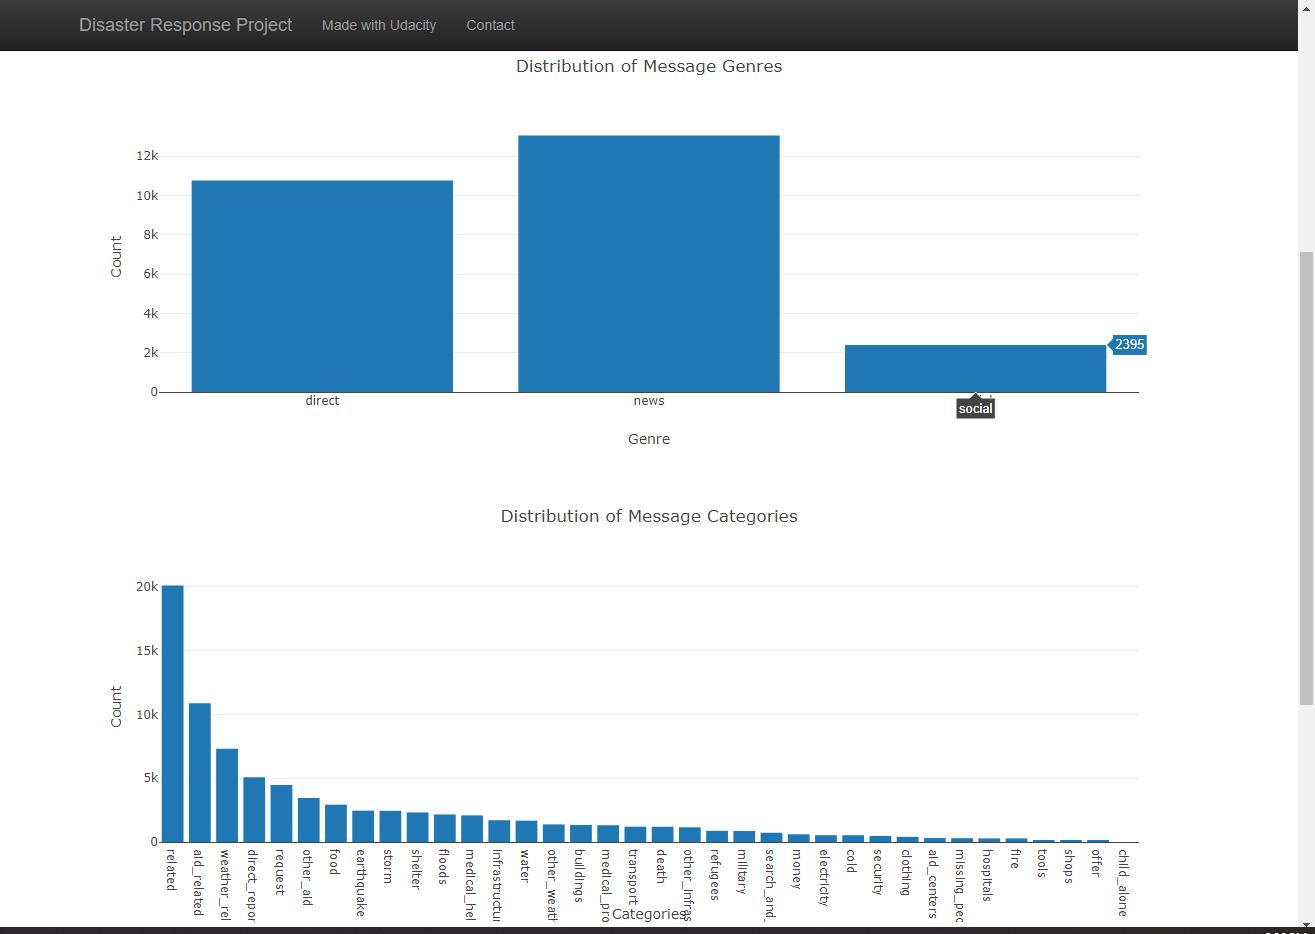 Disaster Response Project Made with Udacity Contact
Distribution of Message Genres
12k
10k
8k
6k
4k
2k
0
Count
2395
direct news social
Genre
Distribution of Message Categories
20k
15k
10k
5k
0
Count
related
aid_related
weather_rel
direct_repor
request
other_aid
food
earthquake
storm
shelter
floods
medical_hel
infrastructur
water
other_weath
buildings
medical_pro
transport
death
other_infras
refugees
military
search_and_
money
electricity
cold
security
clothing
aid_centers
missing_peo
hospitals
fire
tools
shops
offer
child_alone
Categories